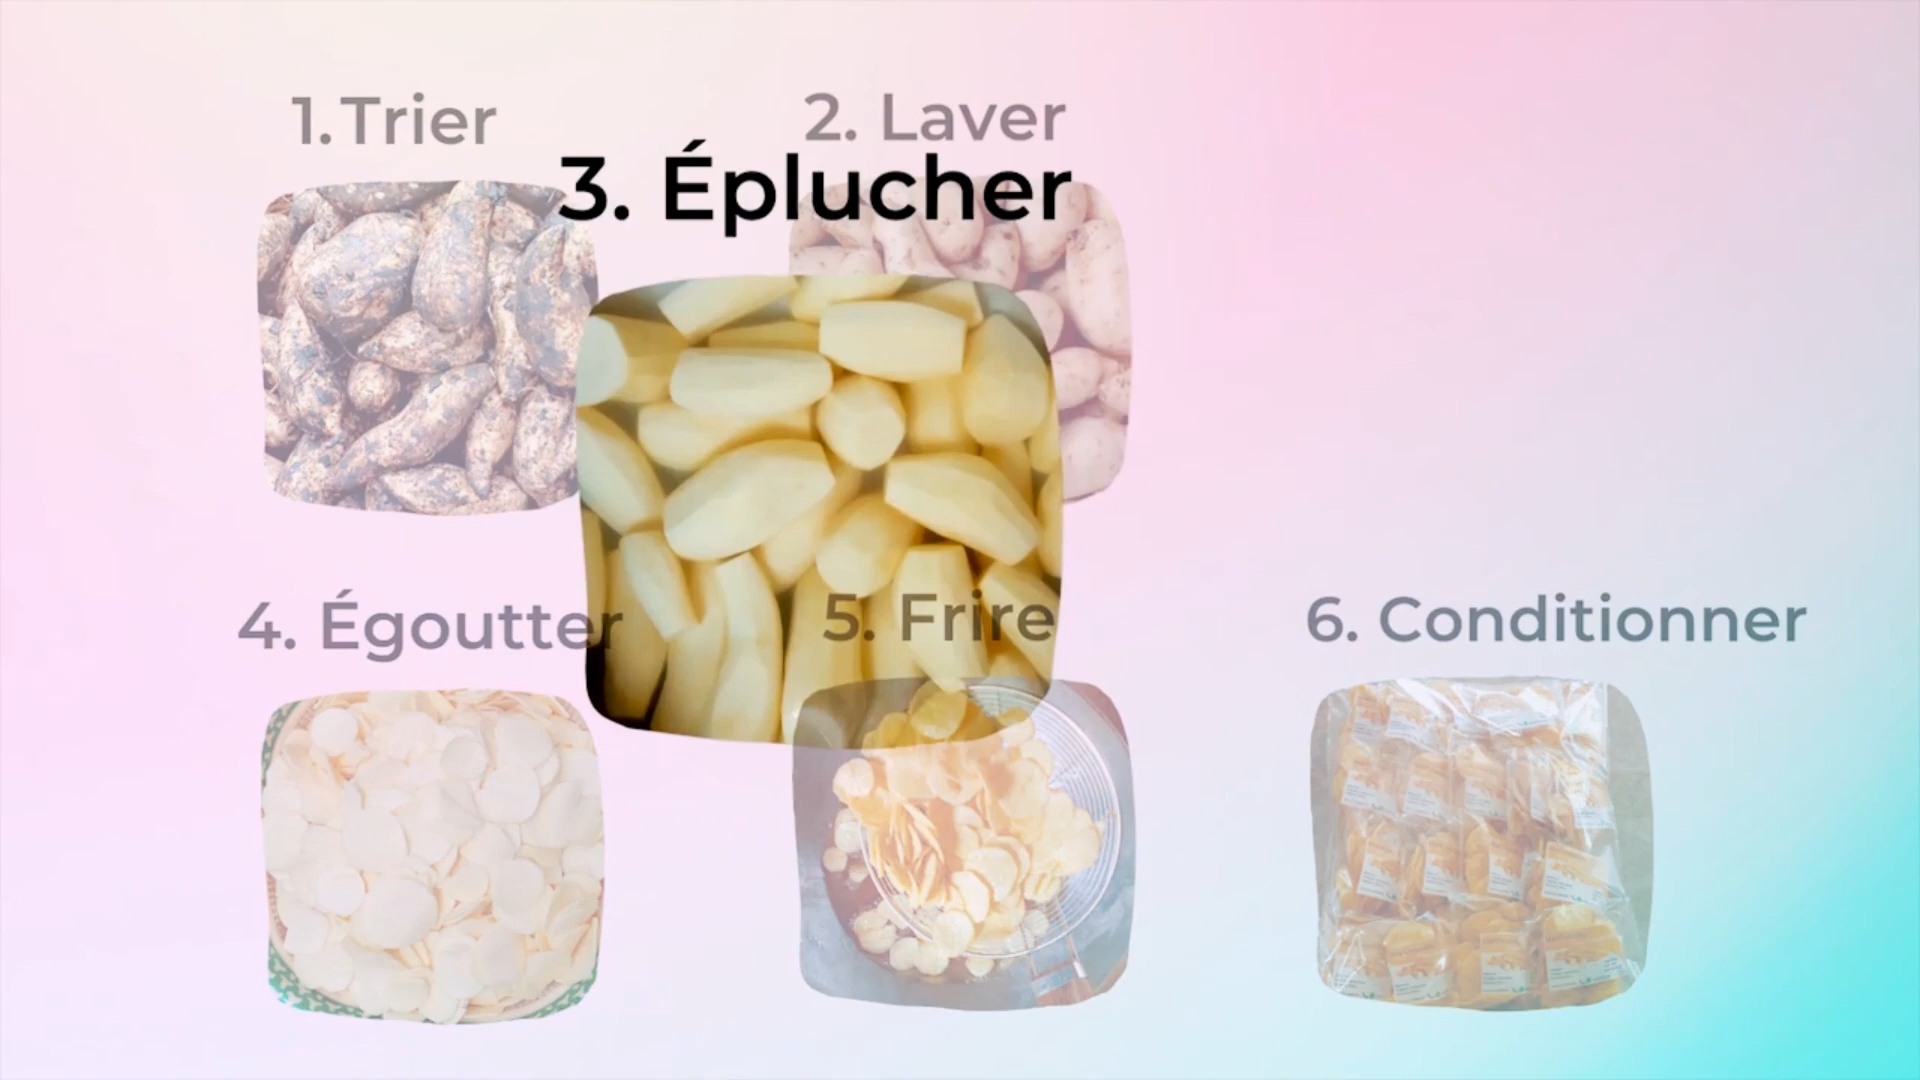 1. Trier
2. Laver
3. Éplucher
4. Égoutter
5. Frire
6. Conditionner